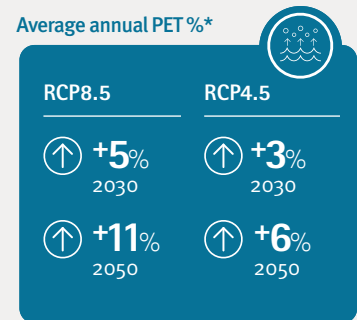 Average annual PET %*
RCP8.5 RCP4.5
+5% +3%
2030 2030
+11% +6%
2050 2050